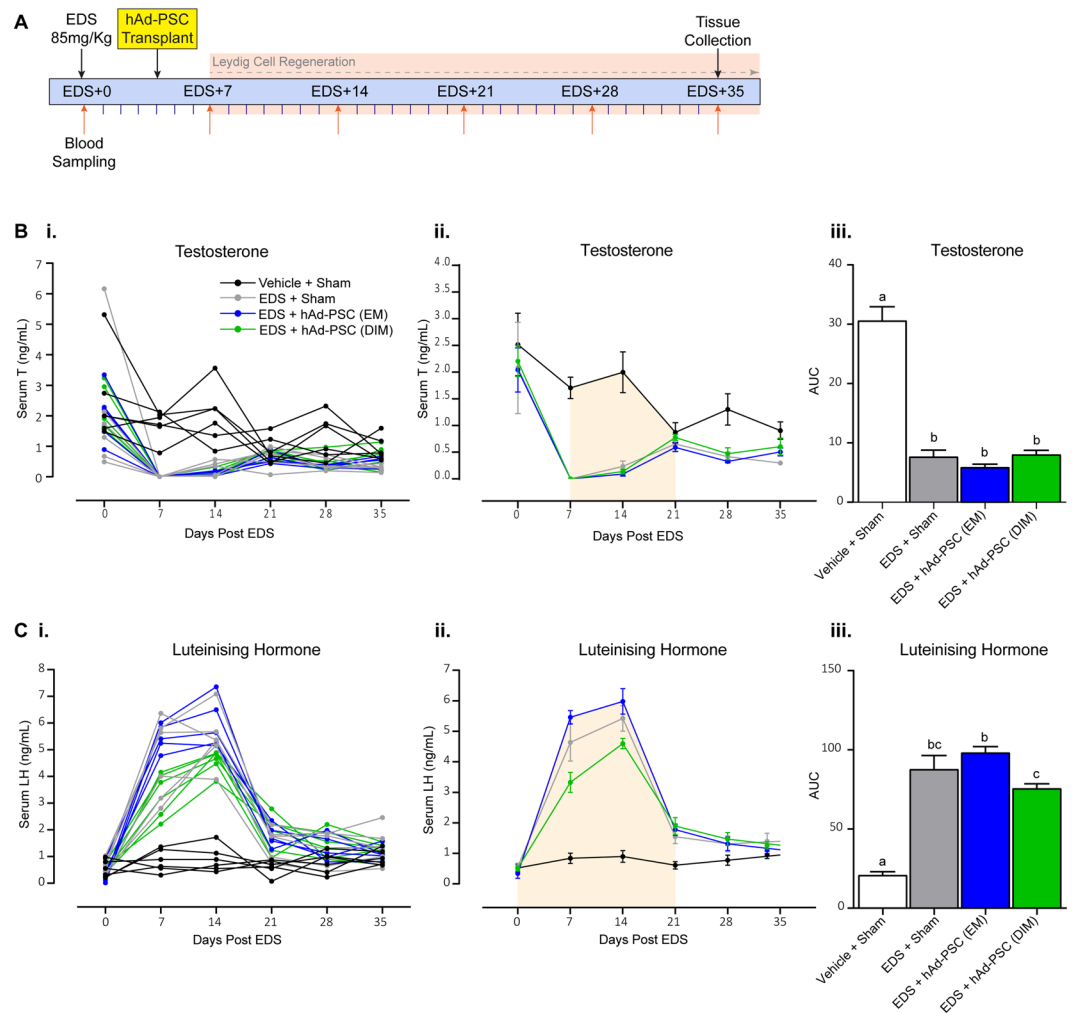 A
EDS
85mg/Kg
hAd-PSC
Transplant
Tissue
Collection
Leydig Cell Regeneration
EDS+0 EDS+7 EDS+14 EDS+21 EDS+28 EDS+35
Blood
Sampling
B i.
Testosterone
Serum T (ng/mL)
7
6
5
4
3
2
1
0
Vehicle + Sham
EDS + Sham
EDS + hAd-PSC (EM)
EDS + hAd-PSC (DIM)
0 7 14 21 28 35
Days Post EDS
ii.
Testosterone
Serum T (ng/mL)
4.0
3.5
3.0
2.5
2.0
1.5
1.0
0.5
0.0
0 7 14 21 28 35
Days Post EDS
iii.
Testosterone
AUC
40
30
20
10
0
a
b
b
b
Vehicle + Sham
EDS + Sham
EDS + hAd-PSC (EM)
EDS + hAd-PSC (DIM)
C i.
Luteinising Hormone
Serum LH (ng/mL)
8
7
6
5
4
3
2
1
0
0 7 14 21 28 35
Days Post EDS
ii.
Luteinising Hormone
Serum LH (ng/mL)
7
6
5
4
3
2
1
0
0 7 14 21 28 35
Days Post EDS
iii.
Luteinising Hormone
AUC
150
100
50
0
a
bc
b
c
Vehicle + Sham
EDS + Sham
EDS + hAd-PSC (EM)
EDS + hAd-PSC (DIM)